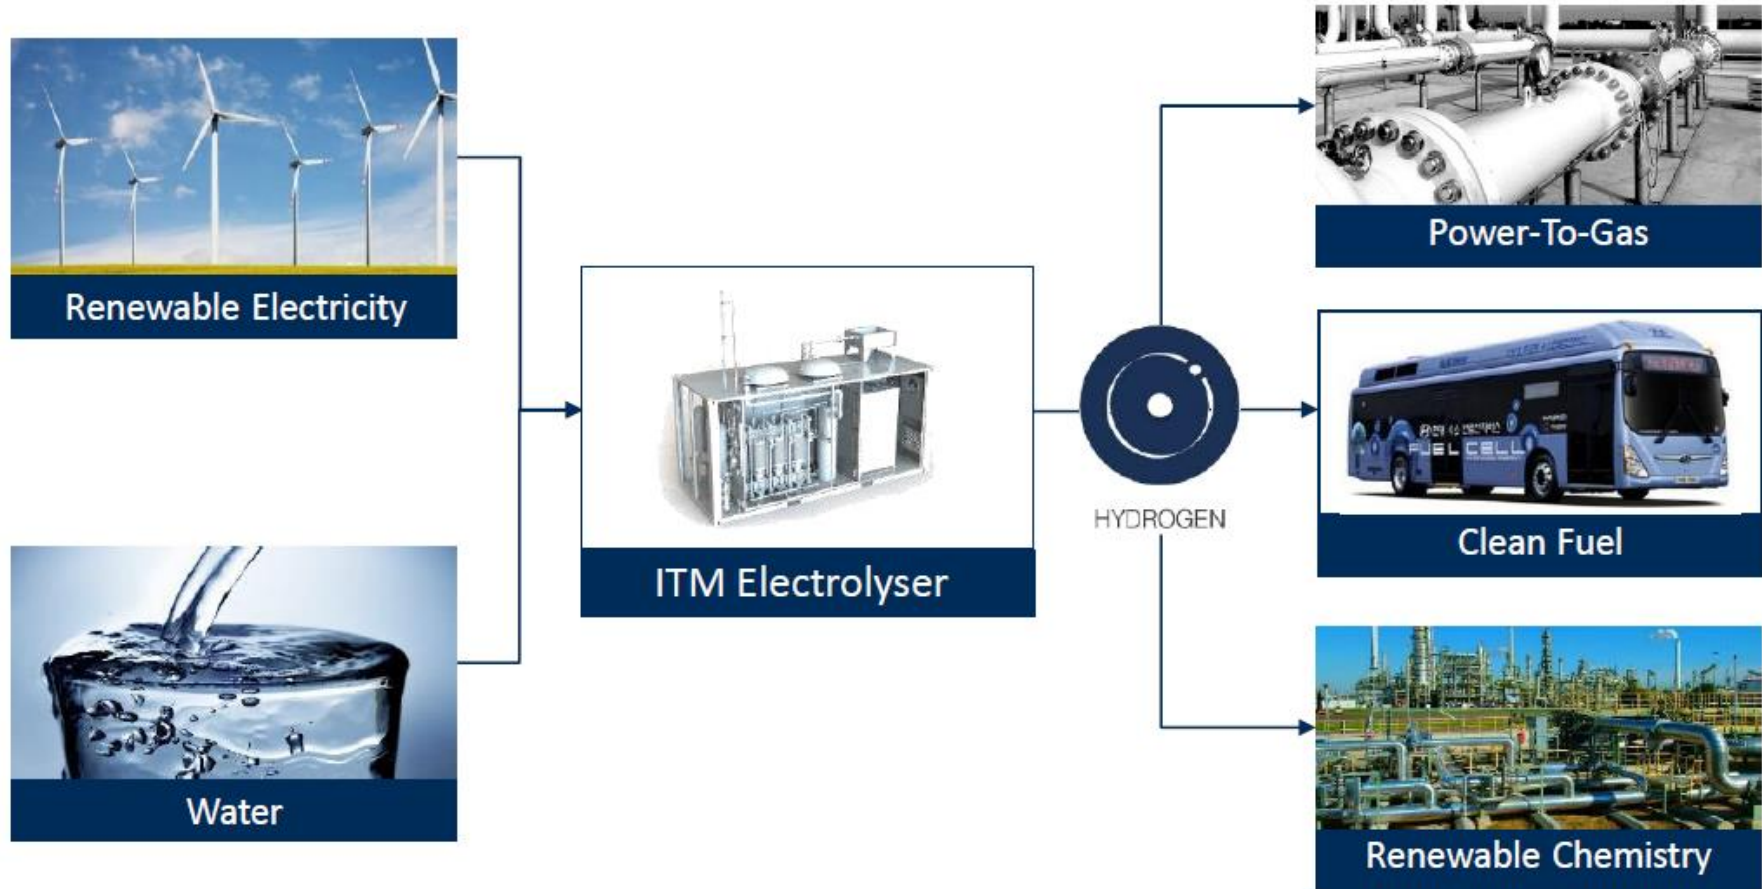 Renewable Electricity
Water
ITM Electrolyser
HYDROGEN
Power-To-Gas
FUEL CELL
Clean Fuel
Renewable Chemistry